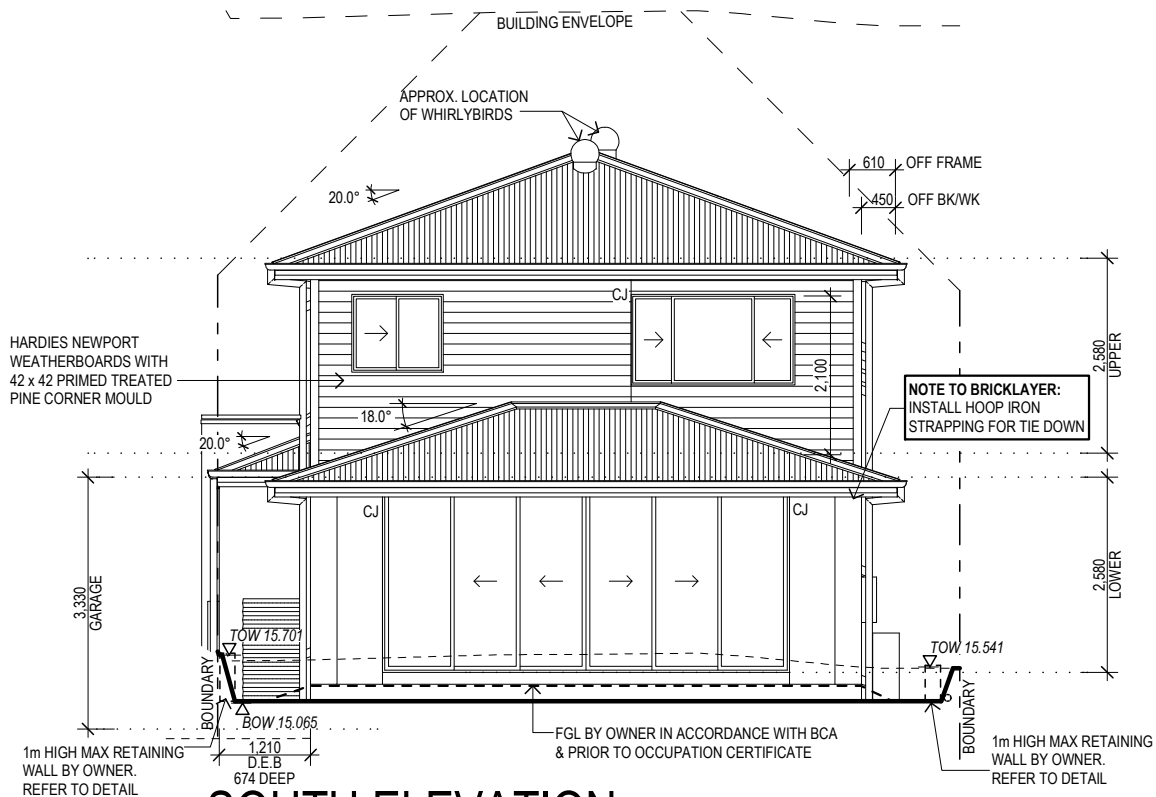 BUILDING ENVELOPE
APPROX. LOCATION
OF WHIRLYBIRDS
610 OFF FRAME
450 OFF BK/WK
20.0°
CJ
HARDIES NEWPORT
WEATHERBOARDS WITH
42 x 42 PRIMED TREATED
PINE CORNER MOULD
2,100
2,580
UPPER
NOTE TO BRICKLAYER:
INSTALL HOOP IRON
STRAPPING FOR TIE DOWN
18.0°
20.0°
CJ
CJ
3,330
GARAGE
2,580
LOWER
TOW 15.701
TOW 15.541
BOUNDARY
BOUNDARY
BOW 15.065
1m HIGH MAX RETAINING
WALL BY OWNER.
REFER TO DETAIL
1,210
D.E.B
674 DEEP
FGL BY OWNER IN ACCORDANCE WITH BCA
& PRIOR TO OCCUPATION CERTIFICATE
1m HIGH MAX RETAINING
WALL BY OWNER.
REFER TO DETAIL
SOUTH ELEVATION